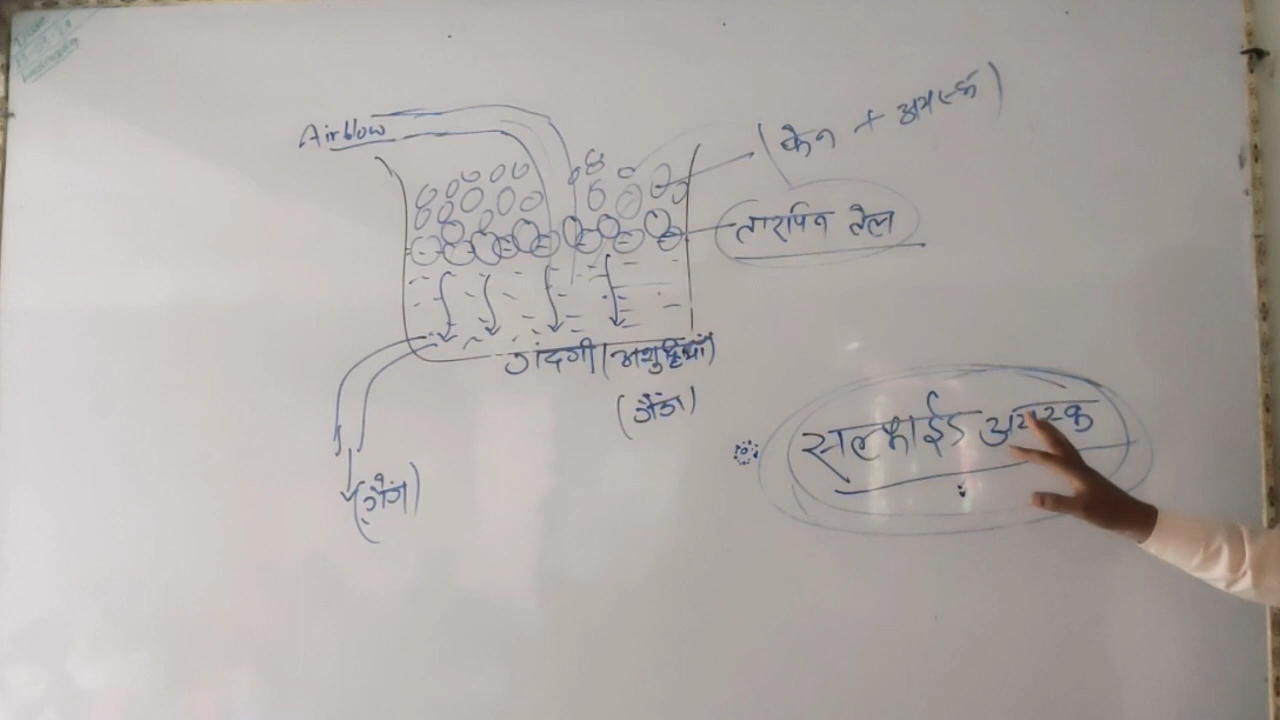 Airblow
(फेन + अयस्क)
तारपिन तेल
गंदगी (अशुद्धियाँ)
(गैंग)
(गैंग)
सल्फाईड अयस्क